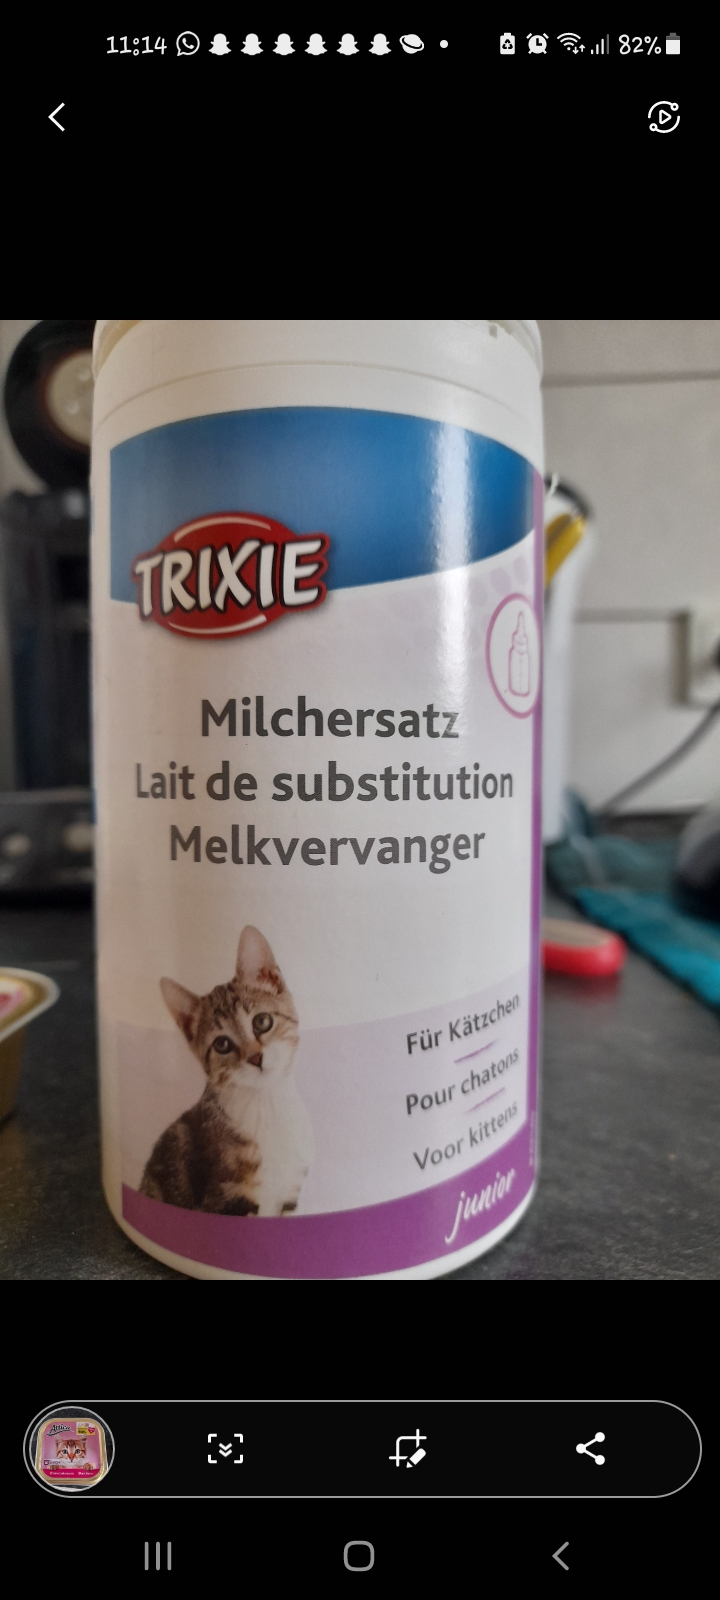 11:14
82%
TRIXIE
Milchersatz
Lait de substitution
Melkvervanger
Für Kätzchen
Pour chatons
Voor kittens
junior